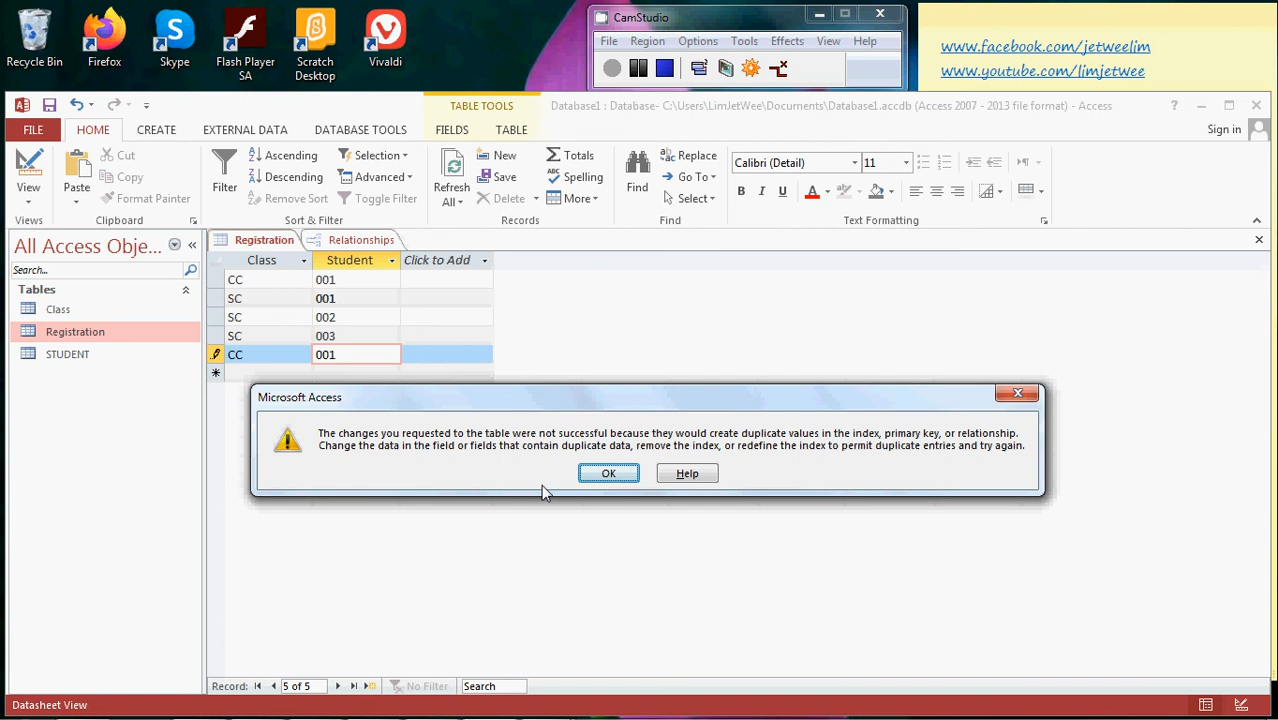 CamStudio
File Region Options Tools Effects View Help
www.facebook.com/jetweelim
www.youtube.com/limjetwee
Recycle Bin
Firefox
Skype
Flash Player
SA
Scratch
Desktop
Vivaldi
TABLE TOOLS
Database1 : Database- C:\Users\LimJetWee\Documents\Database1.accdb (Access 2007 - 2013 file format) - Access
FILE HOME CREATE EXTERNAL DATA DATABASE TOOLS FIELDS TABLE Sign in
View
Views
Paste
Cut
Copy
Format Painter
Clipboard
Filter
Ascending
Descending
Remove Sort
Selection
Advanced
Toggle Filter
Sort & Filter
Refresh
All
New
Save
Delete
Totals
Spelling
More
Records
Find
Replace
Go To
Select
Find
Calibri (Detail) 11
B I U A
Text Formatting
All Access Obje...
Search...
Tables
Class
Registration
STUDENT
Registration Relationships
Class Student Click to Add
CC 001
SC 001
SC 002
SC 003
CC 001
Microsoft Access
The changes you requested to the table were not successful because they would create duplicate values in the index, primary key, or relationship.
Change the data in the field or fields that contain duplicate data, remove the index, or redefine the index to permit duplicate entries and try again.
OK Help
Record: 5 of 5 No Filter Search
Datasheet View